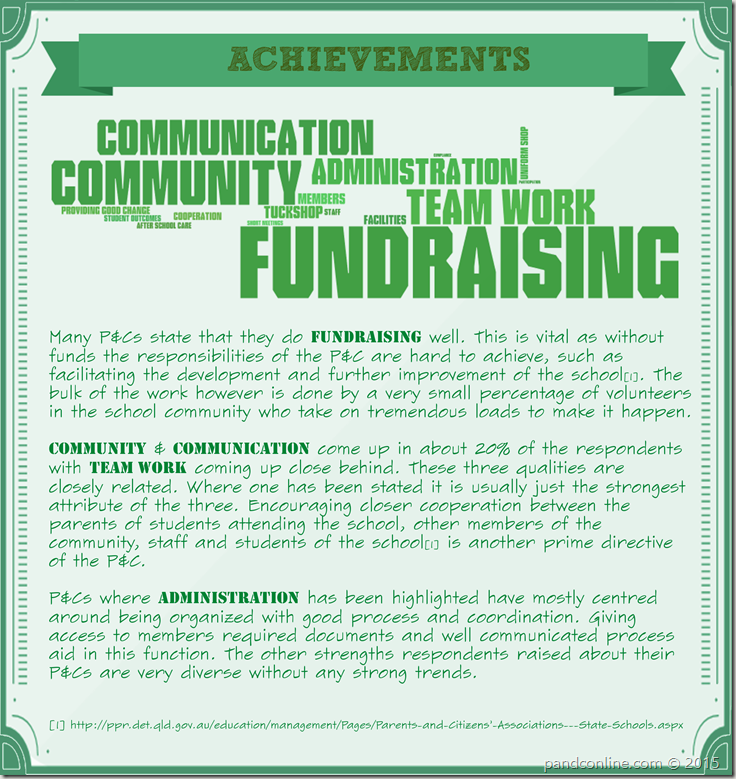 ACHIEVEMENTS
COMMUNICATION
COMMUNITY
ADMINISTRATION
COMPLIANCE
UNIFORM SHOP
PARTICIPATION
MEMBERS
TEAM WORK
PROVIDING GOOD CHANGE
STUDENT OUTCOMES
COOPERATION
TUCKSHOP
STAFF
AFTER SCHOOL CARE
SHORT MEETINGS
FACILITIES
FUNDRAISING
Many P&Cs state that they do FUNDRAISING well. This is vital as without
funds the responsibilities of the P&C are hard to achieve, such as
facilitating the development and further improvement of the school[1]. The
bulk of the work however is done by a very small percentage of volunteers
in the school community who take on tremendous loads to make it happen.
COMMUNITY & COMMUNICATION come up in about 20% of the respondents
with TEAM WORK coming up close behind. These three qualities are
closely related. Where one has been stated it is usually just the strongest
attribute of the three. Encouraging closer cooperation between the
parents of students attending the school, other members of the
community, staff and students of the school[1] is another prime directive
of the P&C.
P&Cs where ADMINISTRATION has been highlighted have mostly centred
around being organized with good process and coordination. Giving
access to members required documents and well communicated process
aid in this function. The other strengths respondents raised about their
P&Cs are very diverse without any strong trends.
[1] http://ppr.det.qld.gov.au/education/management/Pages/Parents-and-Citizens'-Associations---State-Schools.aspx
pandconline.com © 2015